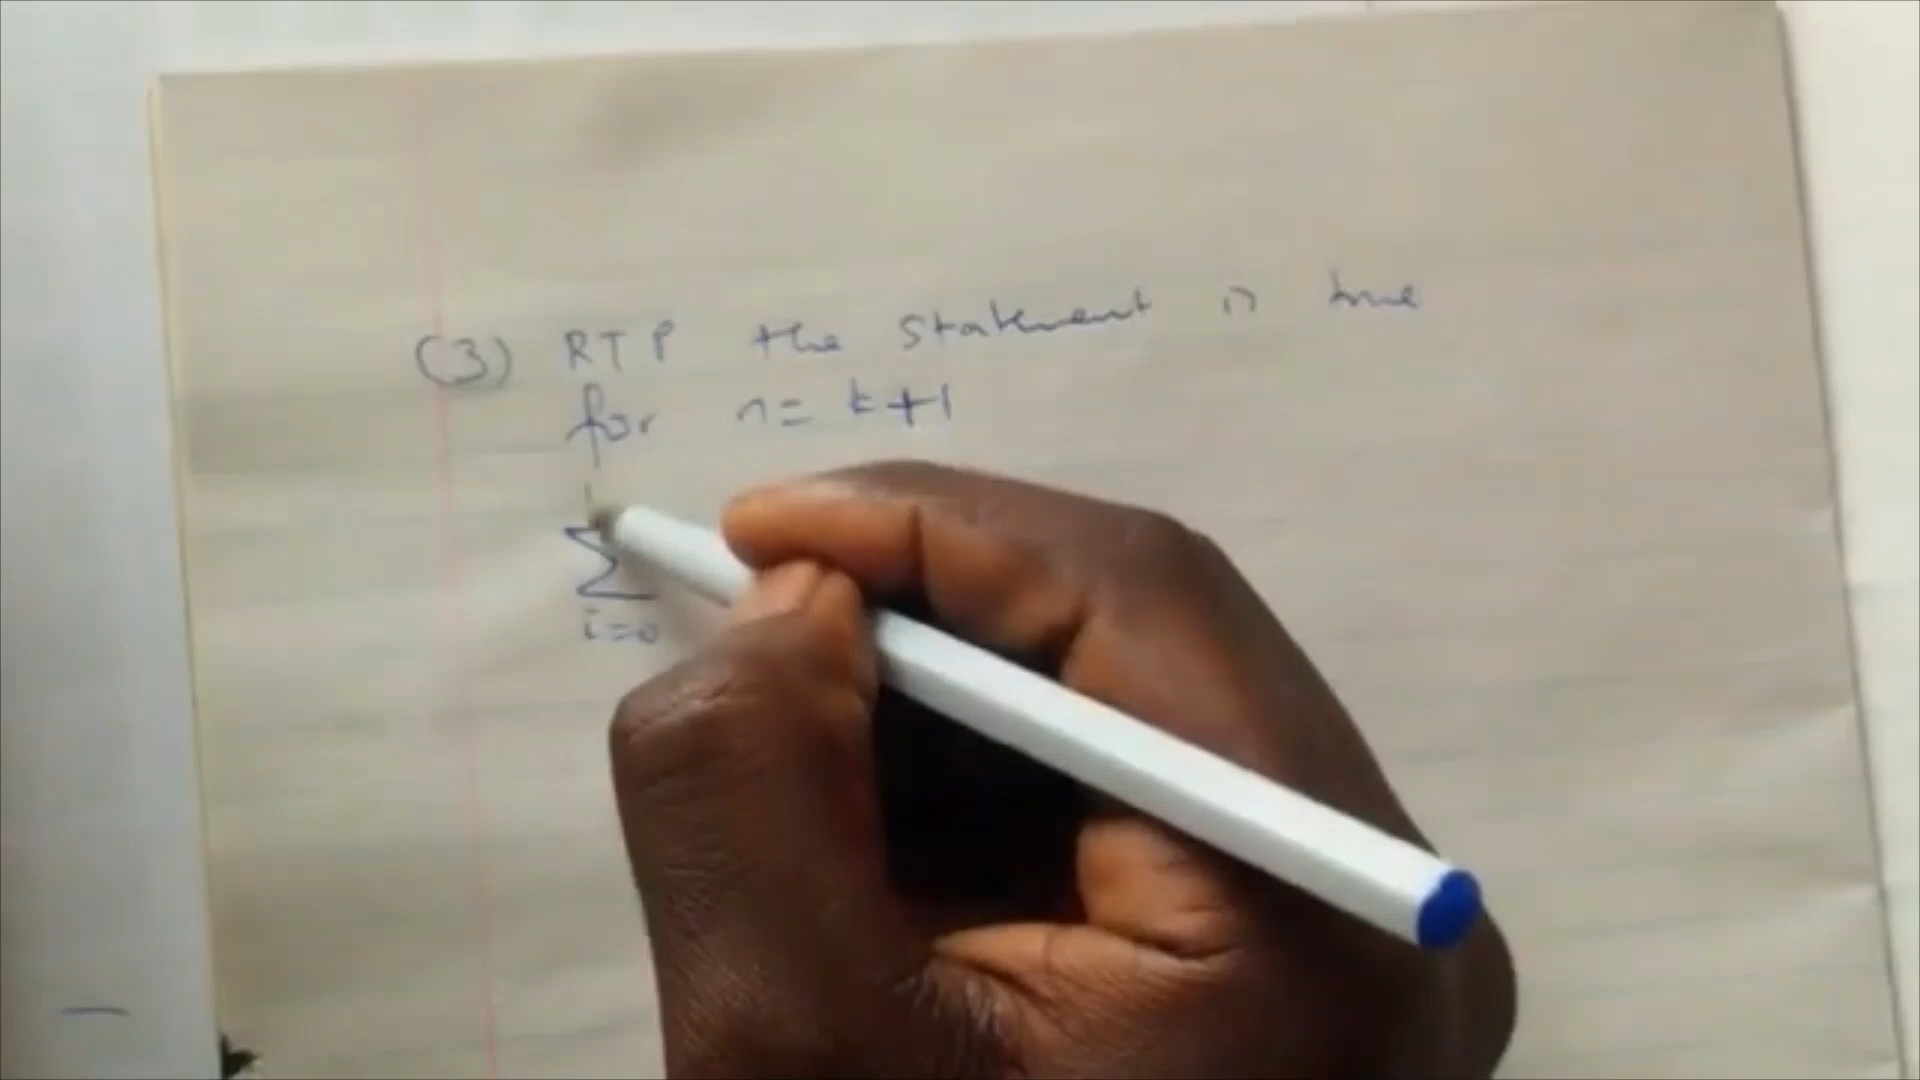 (3) RTP the statement is true
for n = k+1
∑
i=0